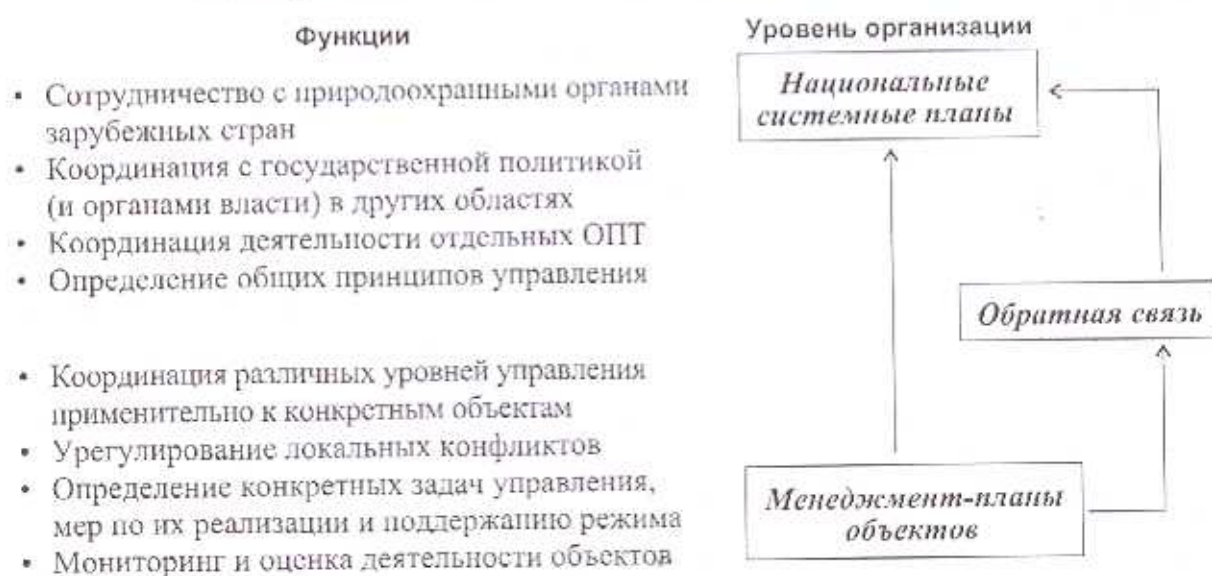 Функции
• Сотрудничество с природоохранными органами
зарубежных стран
• Координация с государственной политикой
(и органами власти) в других областях
• Координация деятельности отдельных ОПТ
• Определение общих принципов управления
• Координация различных уровней управления
применительно к конкретным объектам
• Урегулирование локальных конфликтов
• Определение конкретных задач управления,
мер по их реализации и поддержанию режима
• Мониторинг и оценка деятельности объектов
Уровень организации
Национальные
системные планы
Обратная связь
Менеджмент-планы
объектов